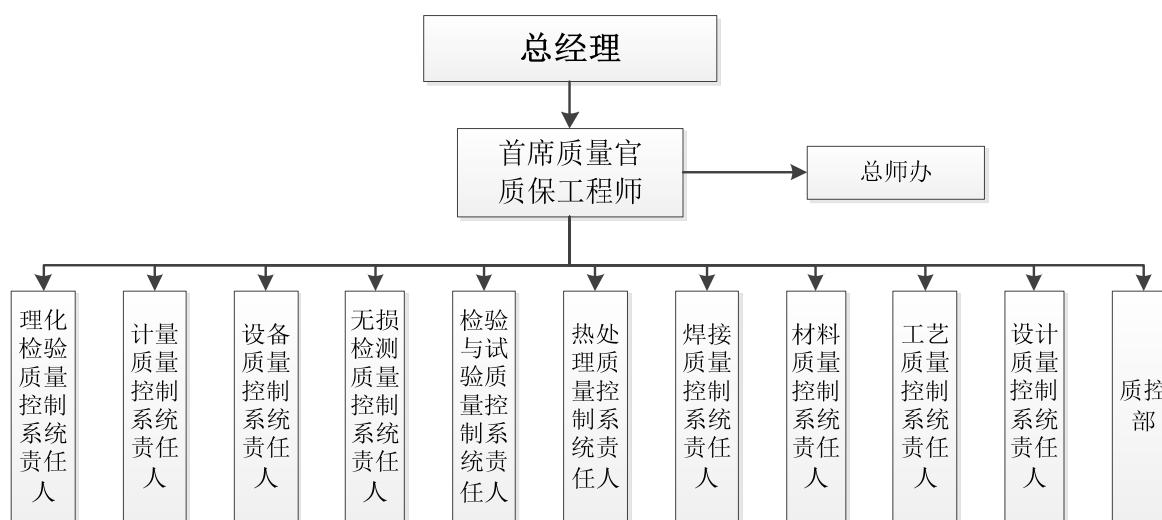 总经理
首席质量官
质保工程师
总师办
理化
检验
质量
控制
系统
责任
人
计量
质量
控制
系统
责任
人
设备
质量
控制
系统
责任
人
无损
检测
质量
控制
系统
责任
人
检验
与试
验质
量控
制系
统责
任人
热处
理质
量控
制系
统责
任人
焊接
质量
控制
系统
责任
人
材料
质量
控制
系统
责任
人
工艺
质量
控制
系统
责任
人
设计
质量
控制
系统
责任
人
质控
部